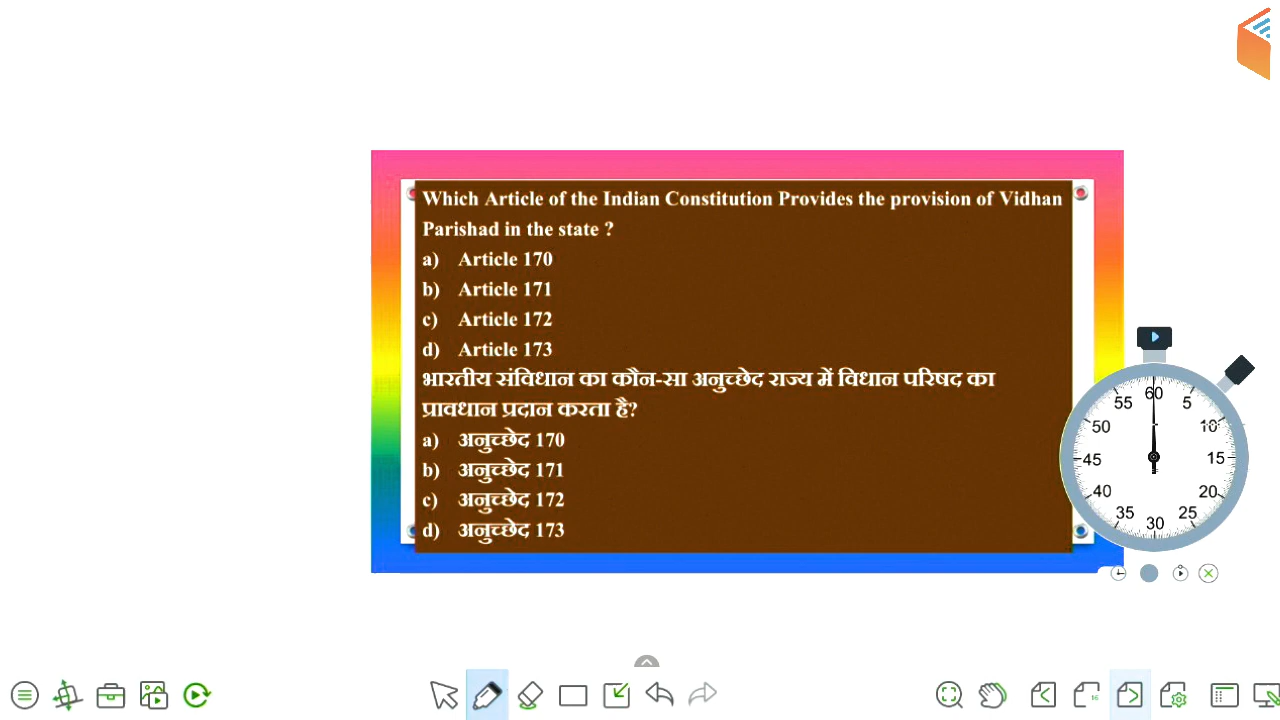 Which Article of the Indian Constitution Provides the provision of Vidhan
Parishad in the state ?
a) Article 170
b) Article 171
c) Article 172
d) Article 173
भारतीय संविधान का कौन-सा अनुच्छेद राज्य में विधान परिषद का
प्रावधान प्रदान करता है?
a) अनुच्छेद 170
b) अनुच्छेद 171
c) अनुच्छेद 172
d) अनुच्छेद 173
60
55 5
50 10
45 15
40 20
35 25
30